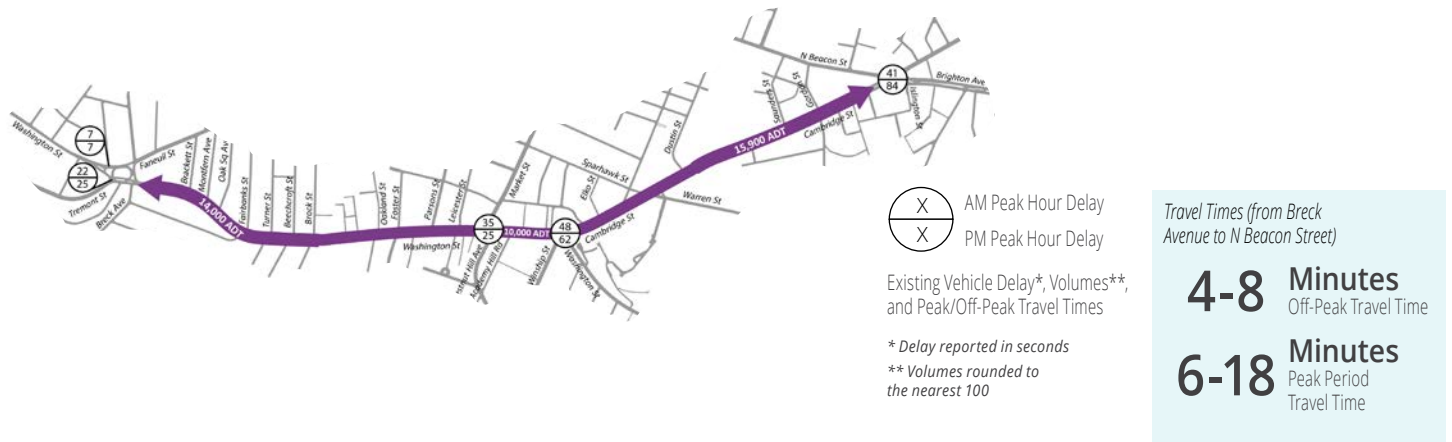 Washington St
7
7
22
25
Tremont St
Breck Ave
Faneuil St
Brackett St
Montfern Ave
Oak Sq Av
14,000 ADT
Fairbanks St
Turner St
Beechcroft St
Brock St
Oakland St
Foster St
Parsons St
Leicester St
Washington St
Market St
35
25
10,000 ADT
48
62
Academy Hill Rd
Winship St
Washington St
Cambridge St
Elko St
Sparhawk St
Dustin St
Warren St
15,900 ADT
Saunders St
Gordon St
Cambridge St
N Beacon St
41
84
Brighton Ave
Islington St
X
X
AM Peak Hour Delay
PM Peak Hour Delay
Existing Vehicle Delay*, Volumes**,
and Peak/Off-Peak Travel Times
* Delay reported in seconds
** Volumes rounded to
the nearest 100
Travel Times (from Breck
Avenue to N Beacon Street)
4-8 Minutes
Off-Peak Travel Time
6-18 Minutes
Peak Period
Travel Time